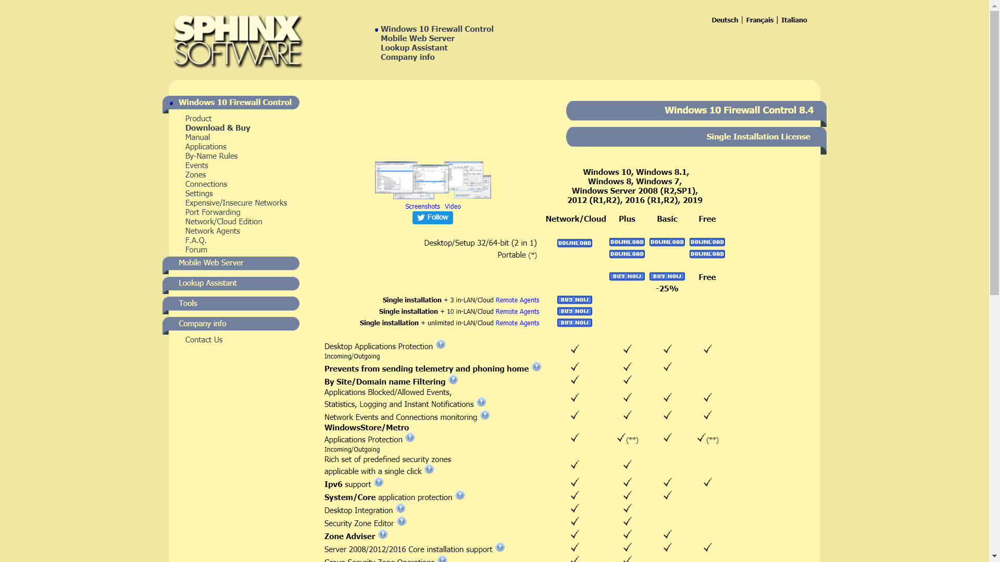 SPHINX
SOFTWARE
Windows 10 Firewall Control
Mobile Web Server
Lookup Assistant
Company info
Deutsch | Français | Italiano
Windows 10 Firewall Control
Product
Download & Buy
Manual
Applications
By-Name Rules
Events
Zones
Connections
Settings
Expensive/Insecure Networks
Port Forwarding
Network/Cloud Edition
Network Agents
F.A.Q.
Forum
Mobile Web Server
Lookup Assistant
Tools
Company info
Contact Us
Windows 10 Firewall Control 8.4
Single Installation License
Screenshots Video
Follow
Windows 10, Windows 8.1,
Windows 8, Windows 7,
Windows Server 2008 (R2,SP1),
2012 (R1,R2), 2016 (R1,R2), 2019
Network/Cloud Plus Basic Free
Desktop/Setup 32/64-bit (2 in 1) DOWNLOAD DOWNLOAD DOWNLOAD DOWNLOAD
Portable (*) DOWNLOAD DOWNLOAD
BUY NOW BUY NOW Free
-25%
Single installation + 3 in-LAN/Cloud Remote Agents BUY NOW
Single installation + 10 in-LAN/Cloud Remote Agents BUY NOW
Single installation + unlimited in-LAN/Cloud Remote Agents BUY NOW
Desktop Applications Protection ?
Incoming/Outgoing
Prevents from sending telemetry and phoning home ?
By Site/Domain name Filtering ?
Applications Blocked/Allowed Events,
Statistics, Logging and Instant Notifications ?
Network Events and Connections monitoring ?
WindowsStore/Metro
Applications Protection ? (**) (**)
Incoming/Outgoing
Rich set of predefined security zones
applicable with a single click ?
Ipv6 support ?
System/Core application protection ?
Desktop Integration ?
Security Zone Editor ?
Zone Adviser ?
Server 2008/2012/2016 Core installation support ?
Group Security Zone Operations ?